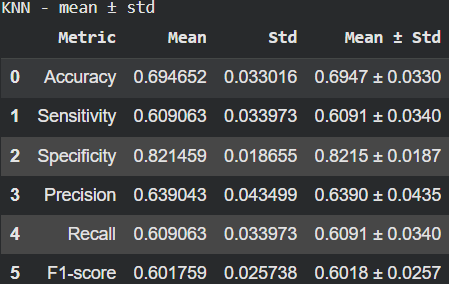 KNN - mean ± std
Metric Mean Std Mean ± Std
0 Accuracy 0.694652 0.033016 0.6947 ± 0.0330
1 Sensitivity 0.609063 0.033973 0.6091 ± 0.0340
2 Specificity 0.821459 0.018655 0.8215 ± 0.0187
3 Precision 0.639043 0.043499 0.6390 ± 0.0435
4 Recall 0.609063 0.033973 0.6091 ± 0.0340
5 F1-score 0.601759 0.025738 0.6018 ± 0.0257